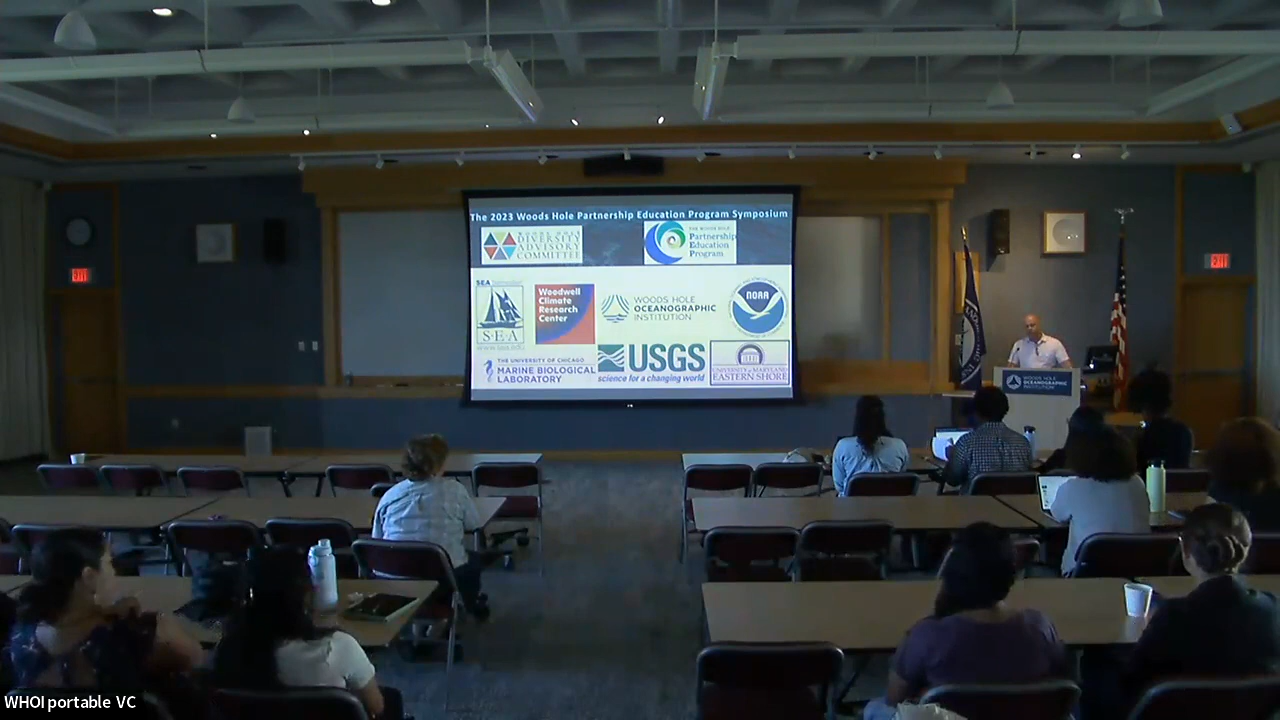 The 2023 Woods Hole Partnership Education Program Symposium
WOODS HOLE
DIVERSITY
ADVISORY
COMMITTEE
THE WOODS HOLE
Partnership
Education
Program
SEA
S·E·A
Woodwell
Climate
Research
Center
WOODS HOLE
OCEANOGRAPHIC
INSTITUTION
NOAA
THE UNIVERSITY OF CHICAGO
MARINE BIOLOGICAL
LABORATORY
USGS
science for a changing world
UNIVERSITY of MARYLAND
EASTERN SHORE
EXIT
EXIT
WOODS HOLE
OCEANOGRAPHIC
INSTITUTION
WHOI portable VC